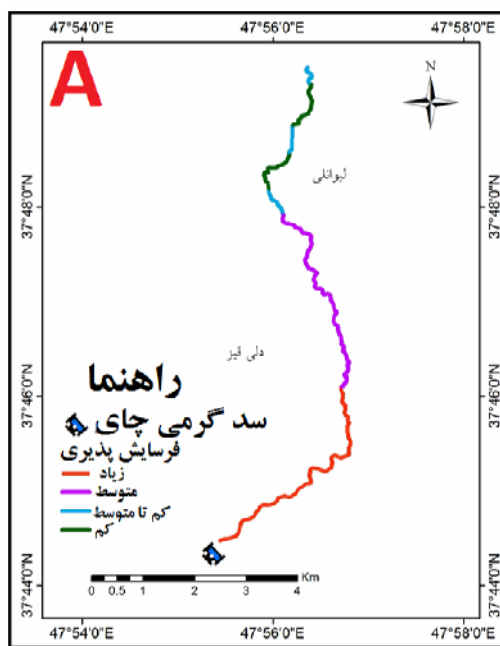 47°54'0"E 47°56'0"E 47°58'0"E
A
N
لیوانلی
37°48'0"N 37°48'0"N
دلی قیز
راهنما
37°46'0"N 37°46'0"N
سد گرمی چای
فرسایش پذیری
زیاد
متوسط
کم تا متوسط
کم
Km
0 0.5 1 2 3 4
37°44'0"N 37°44'0"N
47°54'0"E 47°56'0"E 47°58'0"E